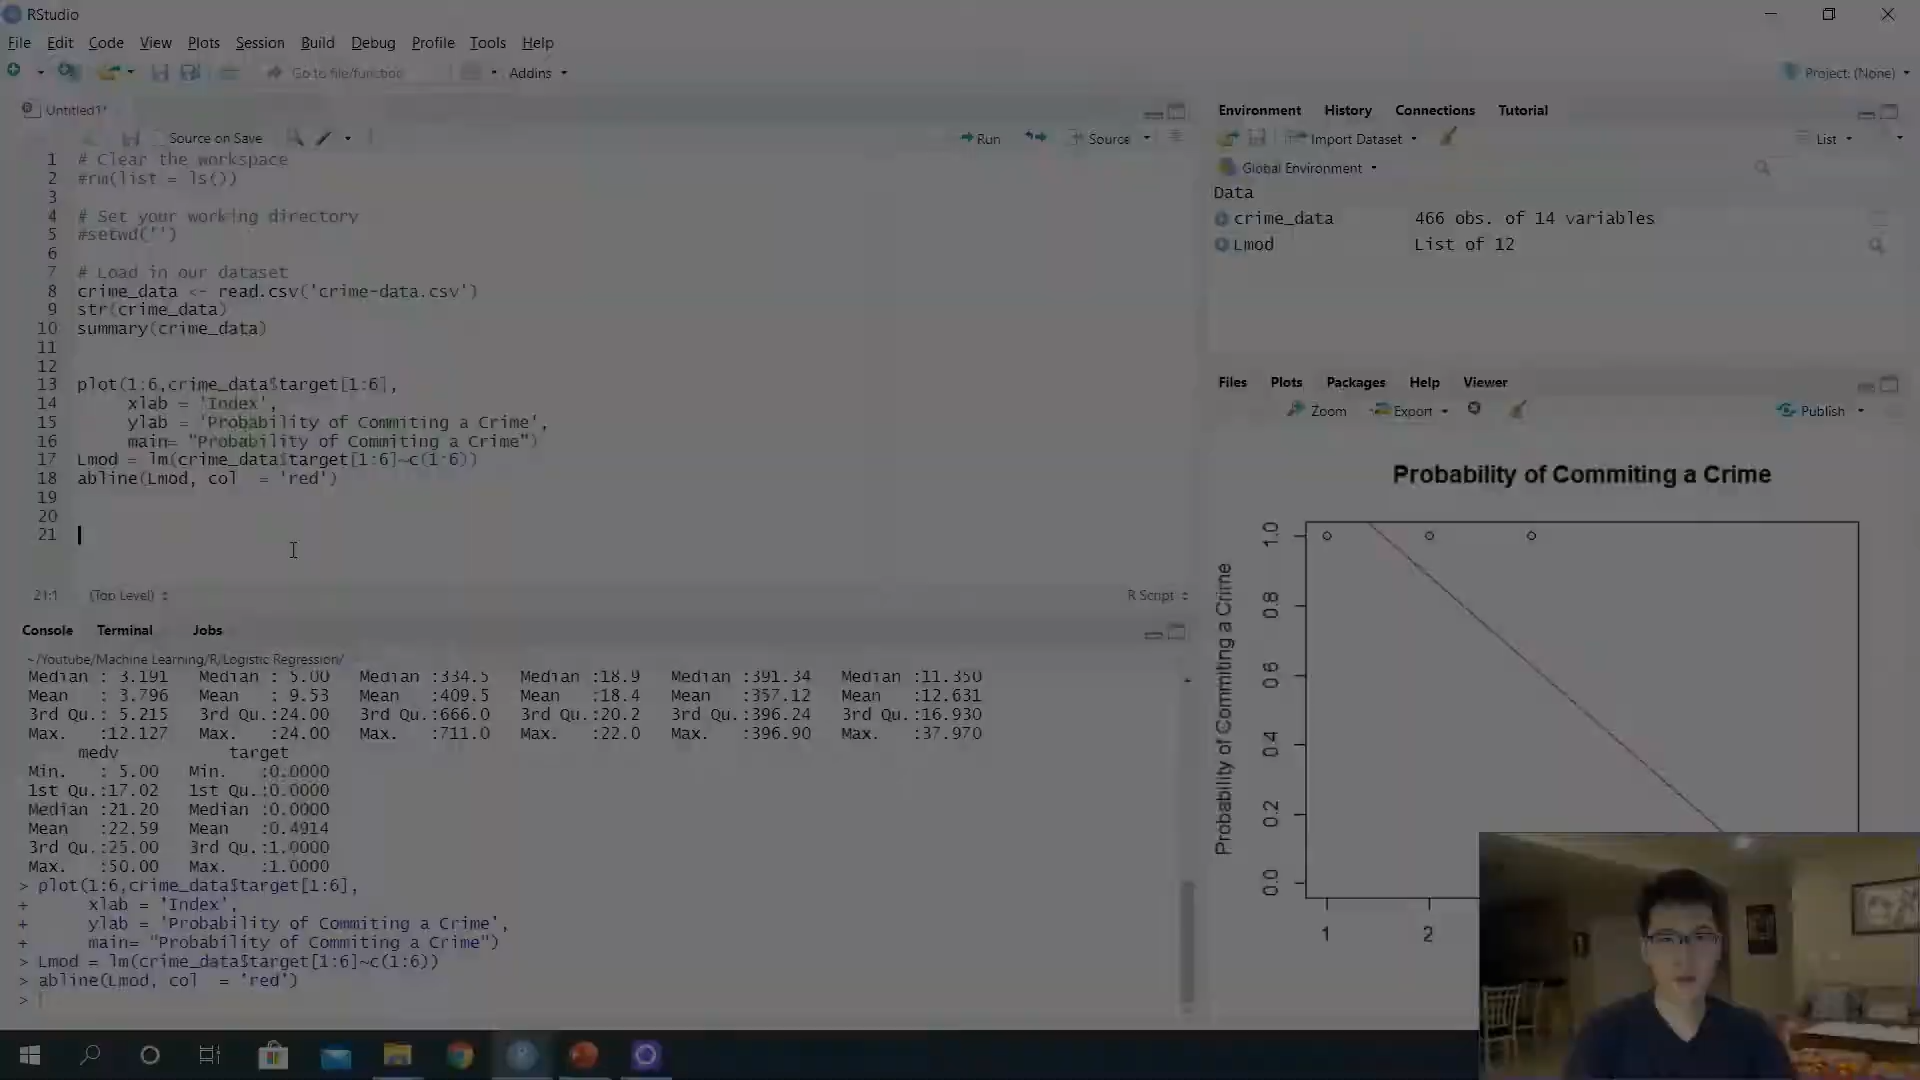 RStudio
File Edit Code View Plots Session Build Debug Profile Tools Help
Go to file/function Addins
Project: (None)
Untitled1*
Source on Save Run Source
1 # Clear the workspace
2 #rm(list = ls())
3
4 # Set your working directory
5 #setwd('')
6
7 # Load in our dataset
8 crime_data <- read.csv('crime-data.csv')
9 str(crime_data)
10 summary(crime_data)
11
12
13 plot(1:6,crime_data$target[1:6],
14 xlab = 'Index',
15 ylab = 'Probability of Commiting a Crime',
16 main= "Probability of Commiting a Crime")
17 Lmod = lm(crime_data$target[1:6]~c(1:6))
18 abline(Lmod, col = 'red')
19
20
21
21:1 (Top Level) R Script
Console Terminal Jobs
~/Youtube/Machine Learning/R/Logistic Regression/
Median : 3.191 Median : 5.00 Median :334.5 Median :18.9 Median :391.34 Median :11.350
Mean : 3.796 Mean : 9.53 Mean :409.5 Mean :18.4 Mean :357.12 Mean :12.631
3rd Qu.: 5.215 3rd Qu.:24.00 3rd Qu.:666.0 3rd Qu.:20.2 3rd Qu.:396.24 3rd Qu.:16.930
Max. :12.127 Max. :24.00 Max. :711.0 Max. :22.0 Max. :396.90 Max. :37.970
medv target
Min. : 5.00 Min. :0.0000
1st Qu.:17.02 1st Qu.:0.0000
Median :21.20 Median :0.0000
Mean :22.59 Mean :0.4914
3rd Qu.:25.00 3rd Qu.:1.0000
Max. :50.00 Max. :1.0000
> plot(1:6,crime_data$target[1:6],
+ xlab = 'Index',
+ ylab = 'Probability of Commiting a Crime',
+ main= "Probability of Commiting a Crime")
> Lmod = lm(crime_data$target[1:6]~c(1:6))
> abline(Lmod, col = 'red')
>
Environment History Connections Tutorial
Import Dataset List
Global Environment
Data
crime_data 466 obs. of 14 variables
Lmod List of 12
Files Plots Packages Help Viewer
Zoom Export Publish
Probability of Commiting a Crime
Probability of Commiting a Crime
1.0
0.8
0.6
0.4
0.2
0.0
1 2